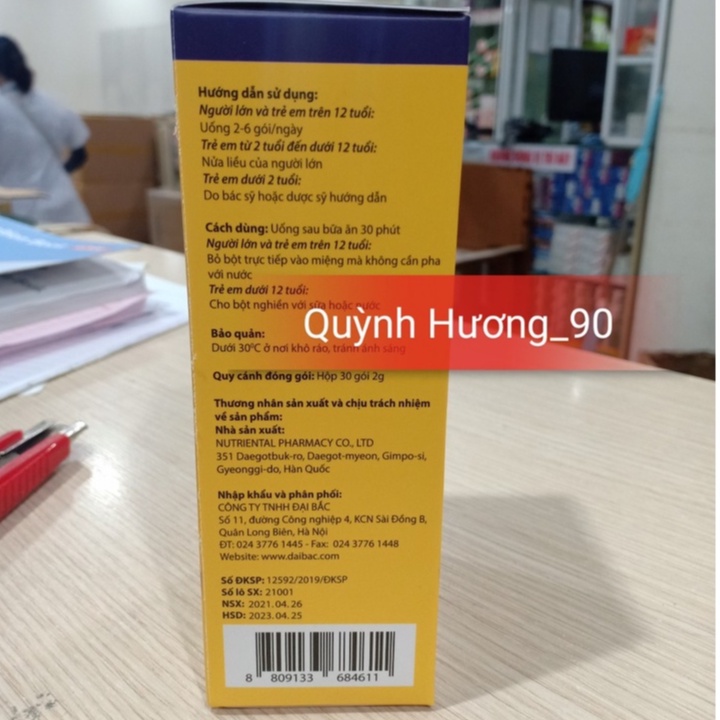 Hướng dẫn sử dụng:
Người lớn và trẻ em trên 12 tuổi:
Uống 2-6 gói/ngày
Trẻ em từ 2 tuổi đến dưới 12 tuổi:
Nửa liều của người lớn
Trẻ em dưới 2 tuổi:
Do bác sỹ hoặc dược sỹ hướng dẫn
Cách dùng: Uống sau bữa ăn 30 phút
Người lớn và trẻ em trên 12 tuổi:
Bỏ bột trực tiếp vào miệng mà không cần pha
với nước
Trẻ em dưới 12 tuổi:
Cho bột nghiền với sữa hoặc nước
Quỳnh Hương_90
Bảo quản:
Dưới 30°C ở nơi khô ráo, tránh ánh sáng
Quy cánh đóng gói: Hộp 30 gói 2g
Thương nhân sản xuất và chịu trách nhiệm
về sản phẩm:
Nhà sản xuất:
NUTRIENTAL PHARMACY CO., LTD
351 Daegotbuk-ro, Daegot-myeon, Gimpo-si,
Gyeonggi-do, Hàn Quốc
Nhập khẩu và phân phối:
CÔNG TY TNHH ĐẠI BẮC
Số 11, đường Công nghiệp 4, KCN Sài Đồng B,
Quận Long Biên, Hà Nội
ĐT: 024 3776 1445 - Fax: 024 3776 1448
Website: www.daibac.com
Số ĐKSP: 12592/2019/ĐKSP
Số lô SX: 21001
NSX: 2021.04.26
HSD: 2023.04.25
8 809133 684611